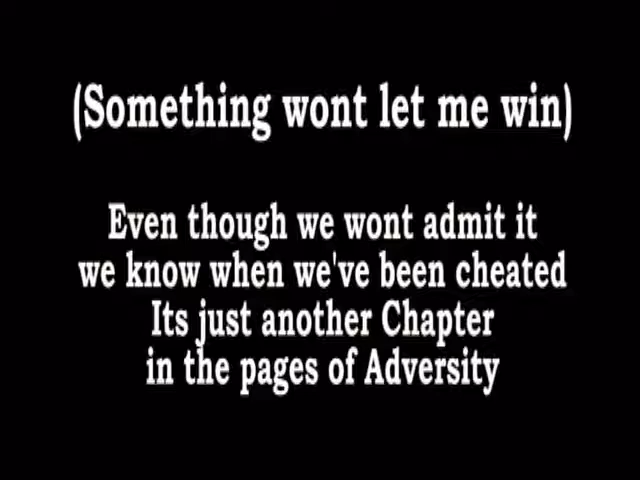 (Something wont let me win)
Even though we wont admit it
we know when we've been cheated
Its just another Chapter
in the pages of Adversity